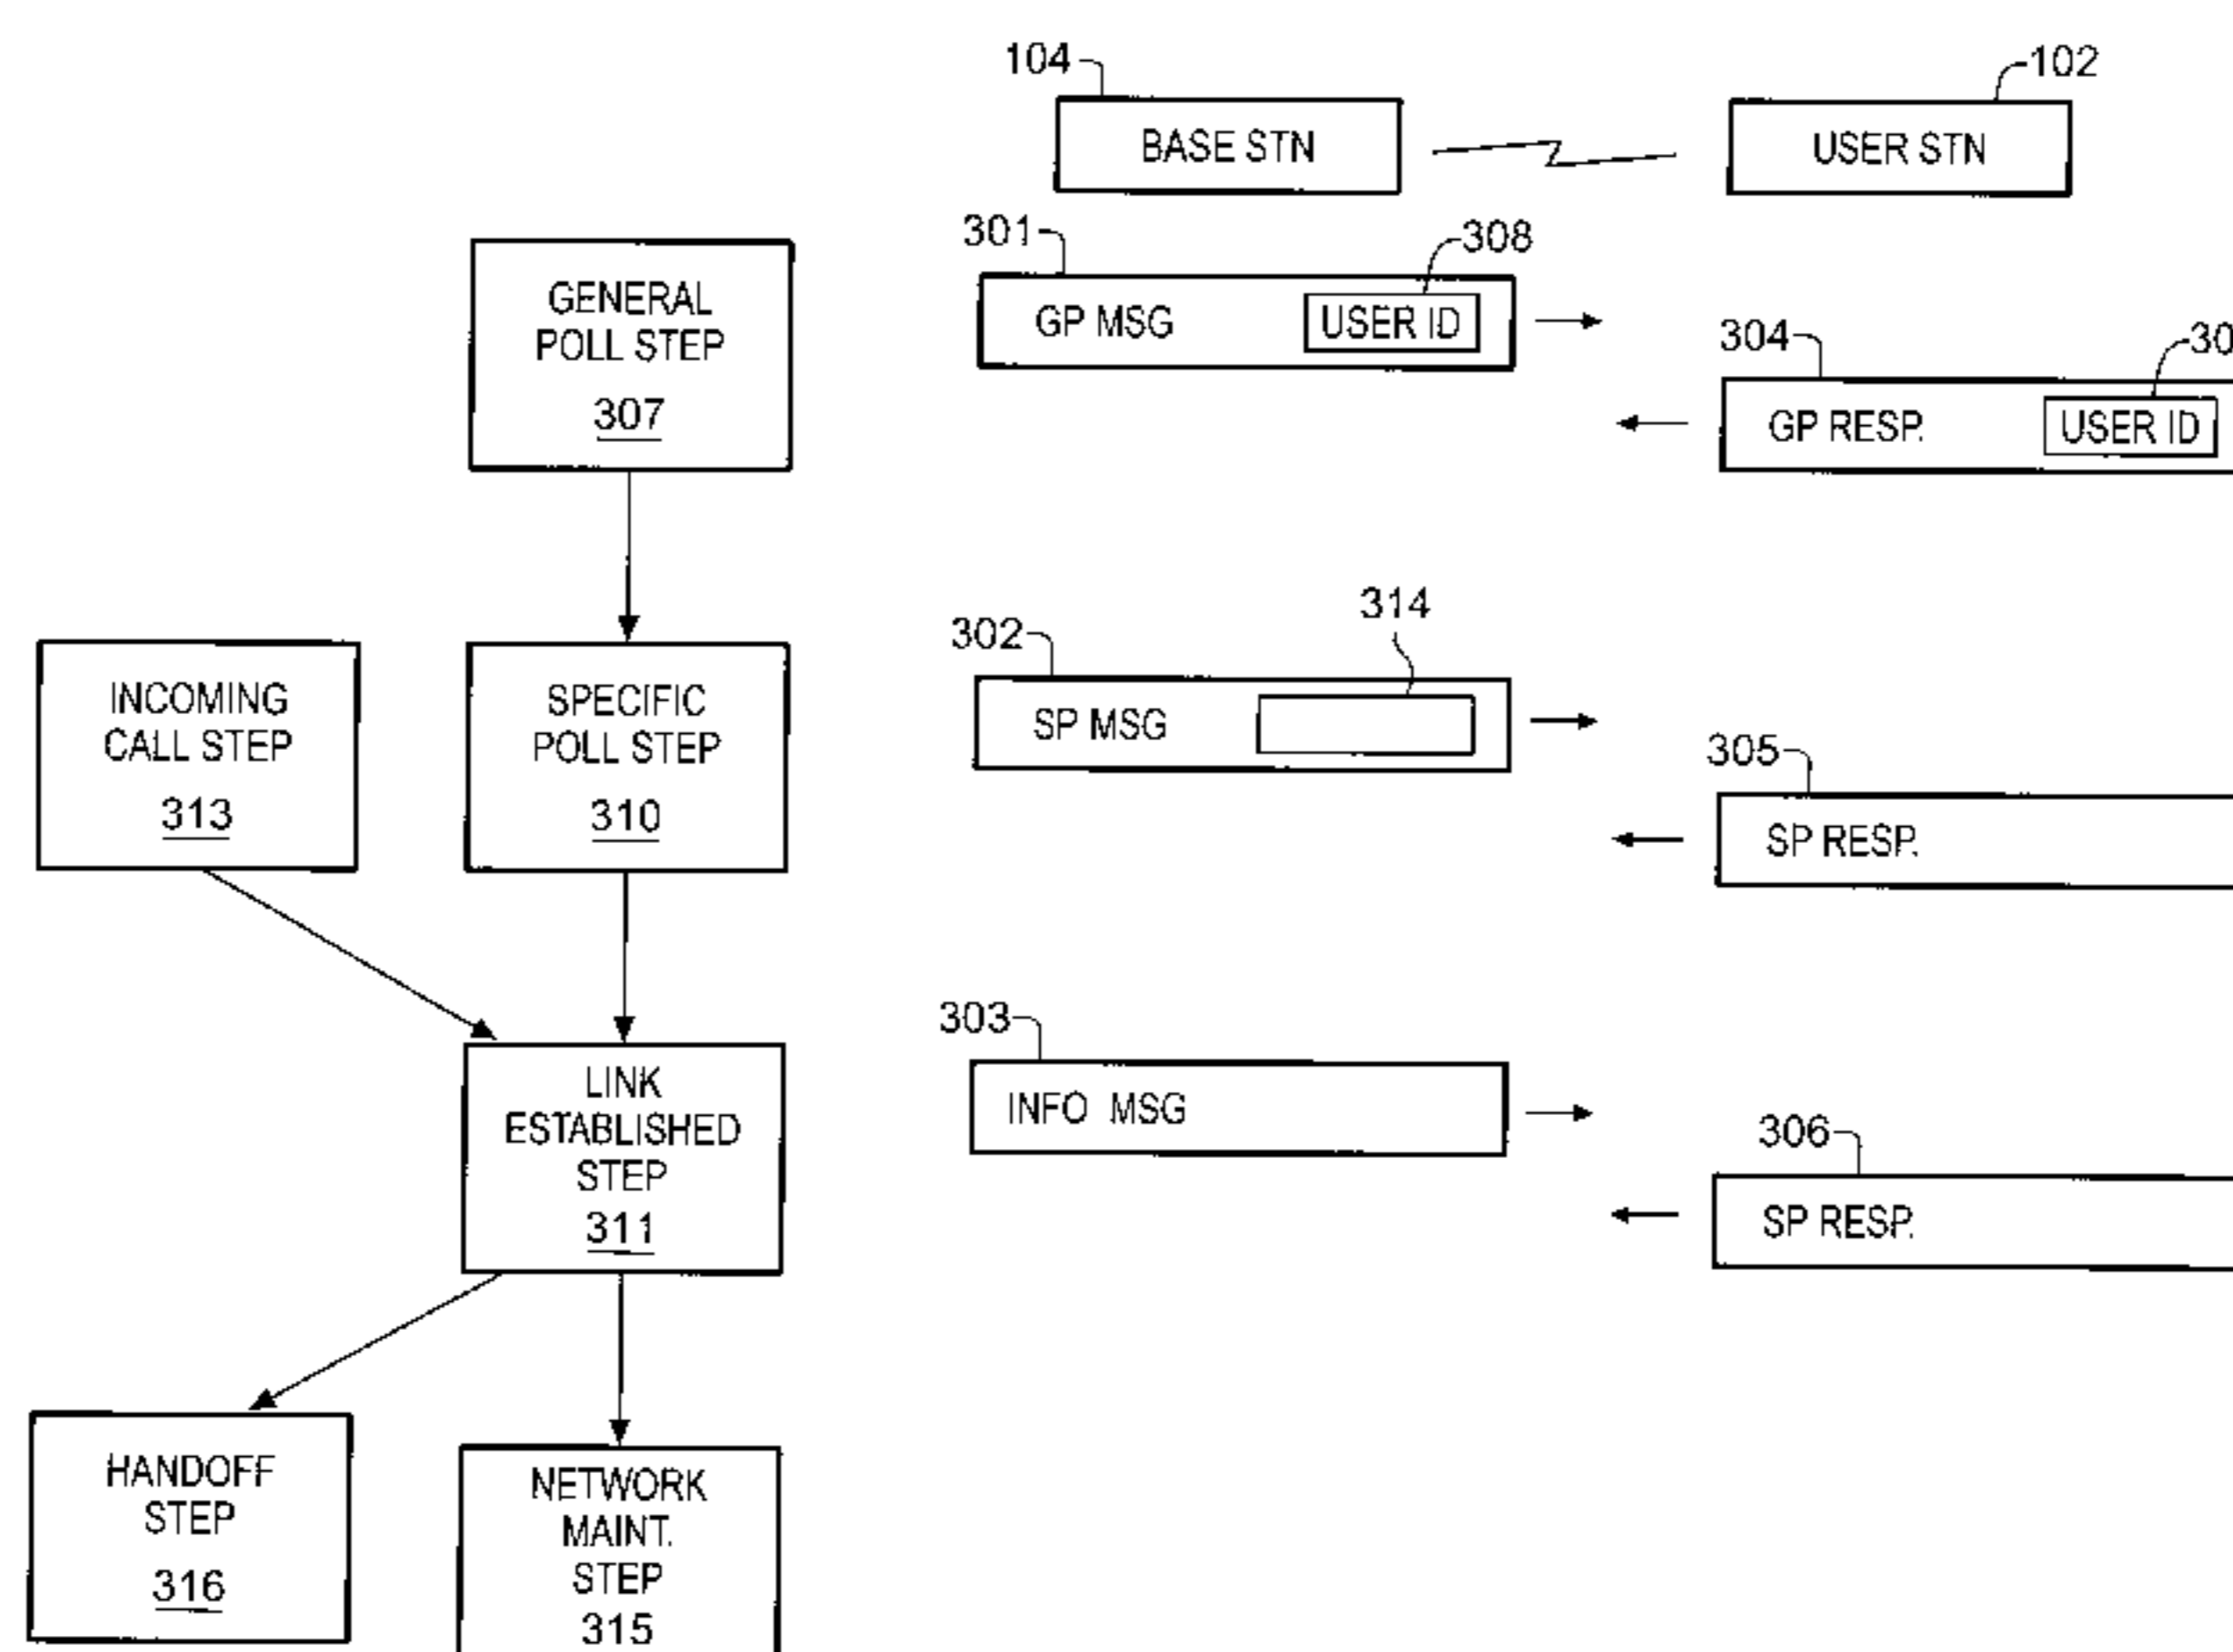 104
102
BASE STN
USER STN
301
308
GENERAL
POLL STEP
307
GP MSG
USER ID
304
GP RESP.
USER ID
314
302
INCOMING
CALL STEP
313
SPECIFIC
POLL STEP
310
SP MSG
305
SP RESP.
303
LINK
ESTABLISHED
STEP
311
INFO MSG
306
SP RESP.
HANDOFF
STEP
316
NETWORK
MAINT.
STEP
315